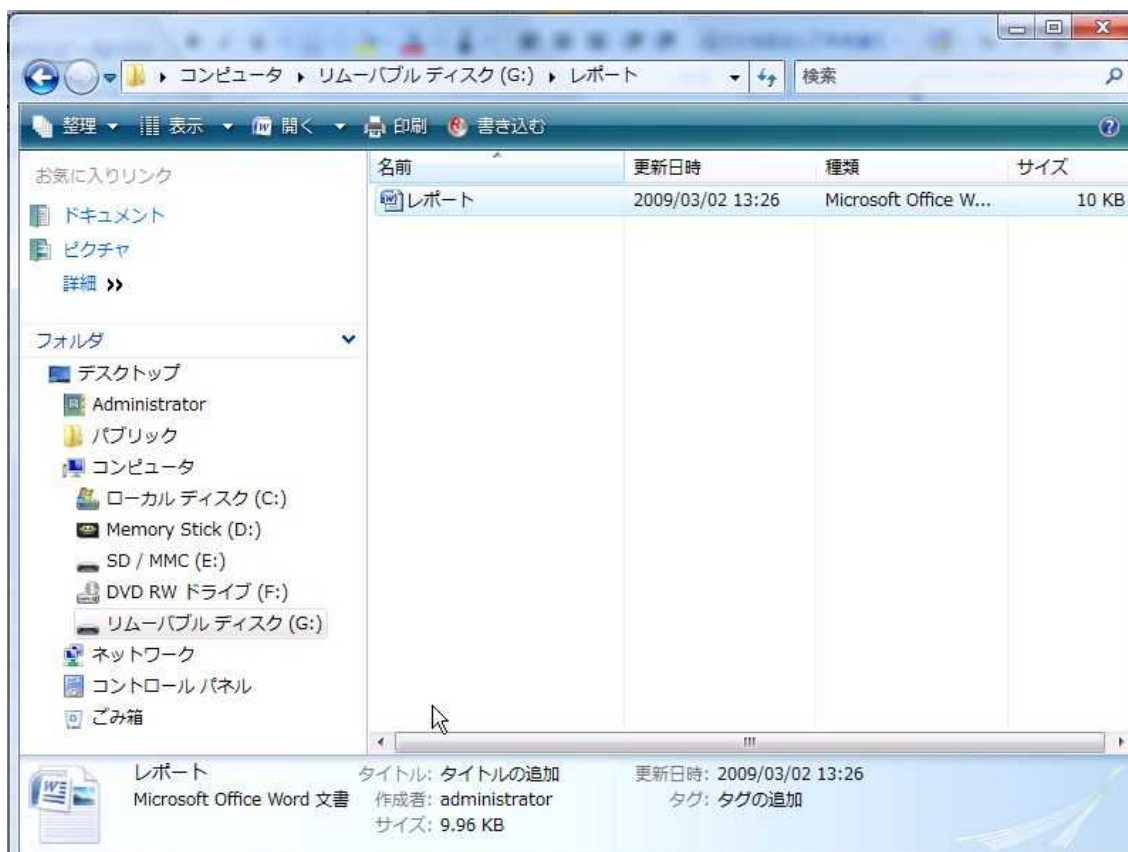 コンピュータ ▸ リムーバブル ディスク (G:) ▸ レポート 検索
整理 表示 開く 印刷 書き込む
お気に入りリンク
ドキュメント
ピクチャ
詳細 »
フォルダ
デスクトップ
Administrator
パブリック
コンピュータ
ローカル ディスク (C:)
Memory Stick (D:)
SD / MMC (E:)
DVD RW ドライブ (F:)
リムーバブル ディスク (G:)
ネットワーク
コントロール パネル
ごみ箱
名前 更新日時 種類 サイズ
レポート 2009/03/02 13:26 Microsoft Office W... 10 KB
レポート タイトル: タイトルの追加 更新日時: 2009/03/02 13:26
Microsoft Office Word 文書 作成者: administrator タグ: タグの追加
サイズ: 9.96 KB